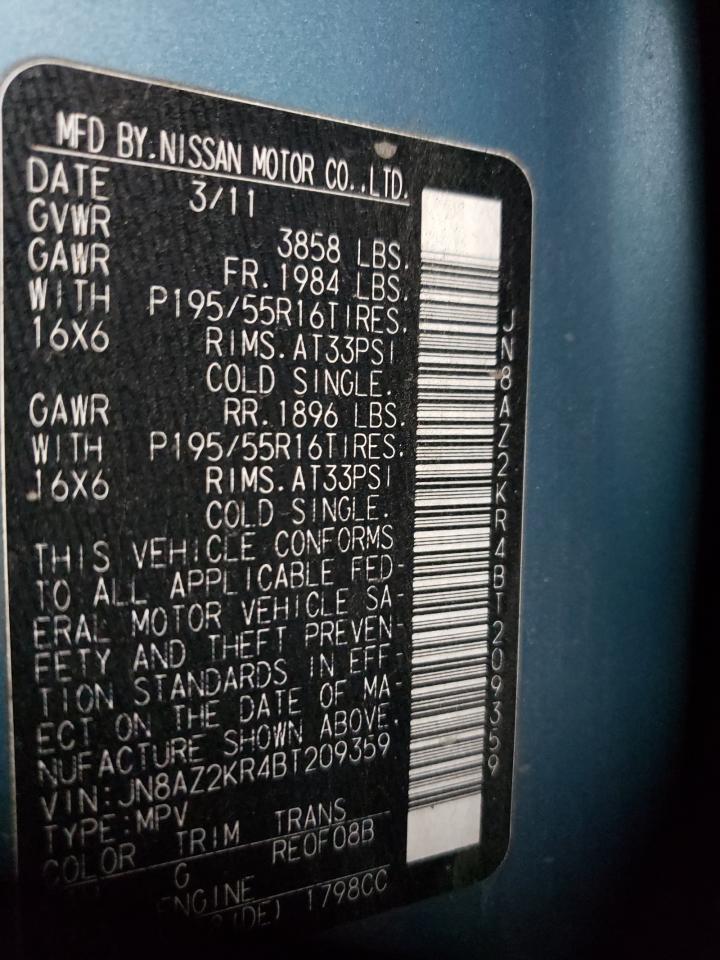 MFD BY.NISSAN MOTOR CO.,LTD.
DATE 3/11
GVWR 3858 LBS.
GAWR FR.1984 LBS.
WITH P195/55R16TIRES.
16X6 RIMS.AT33PSI
COLD SINGLE.
GAWR RR.1896 LBS.
WITH P195/55R16TIRES.
16X6 RIMS.AT33PSI
COLD SINGLE.
THIS VEHICLE CONFORMS
TO ALL APPLICABLE FED-
ERAL MOTOR VEHICLE SA-
FETY AND THEFT PREVEN-
TION STANDARDS IN EFF-
ECT ON THE DATE OF MA-
NUFACTURE SHOWN ABOVE.
VIN:JN8AZ2KR4BT209359
TYPE:MPV
COLOR TRIM TRANS
G RE0F08B
ENGINE
(DE) 1798CC
JN8AZ2KR4BT209359